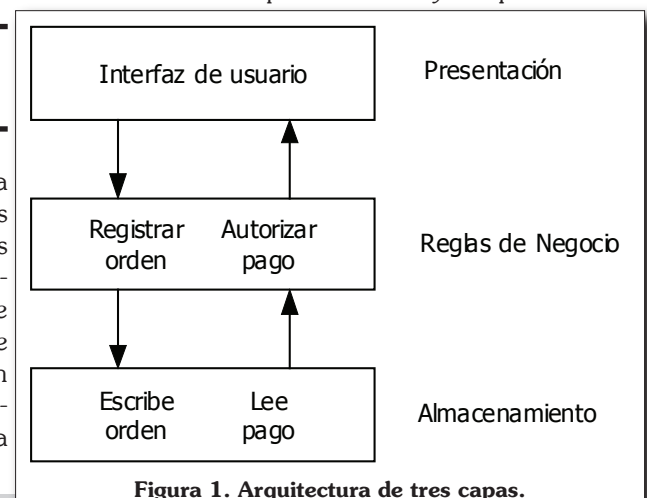 Interfaz de usuario
Presentación
Registrar Autorizar
orden pago
Reglas de Negocio
Escribe Lee
orden pago
Almacenamiento
Figura 1. Arquitectura de tres capas.